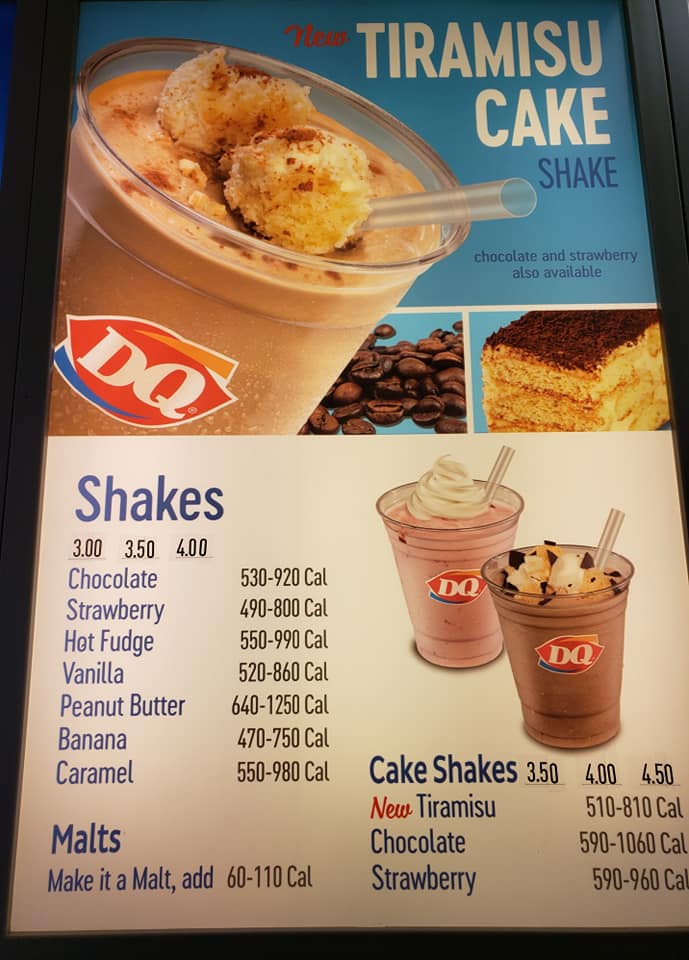 New TIRAMISU
CAKE
SHAKE
chocolate and strawberry
also available
DQ®
Shakes
3.00 3.50 4.00
Chocolate 530-920 Cal
Strawberry 490-800 Cal
Hot Fudge 550-990 Cal
Vanilla 520-860 Cal
Peanut Butter 640-1250 Cal
Banana 470-750 Cal
Caramel 550-980 Cal
Malts
Make it a Malt, add 60-110 Cal
DQ
DQ
Cake Shakes 3.50 4.00 4.50
New Tiramisu 510-810 Cal
Chocolate 590-1060 Cal
Strawberry 590-960 Cal